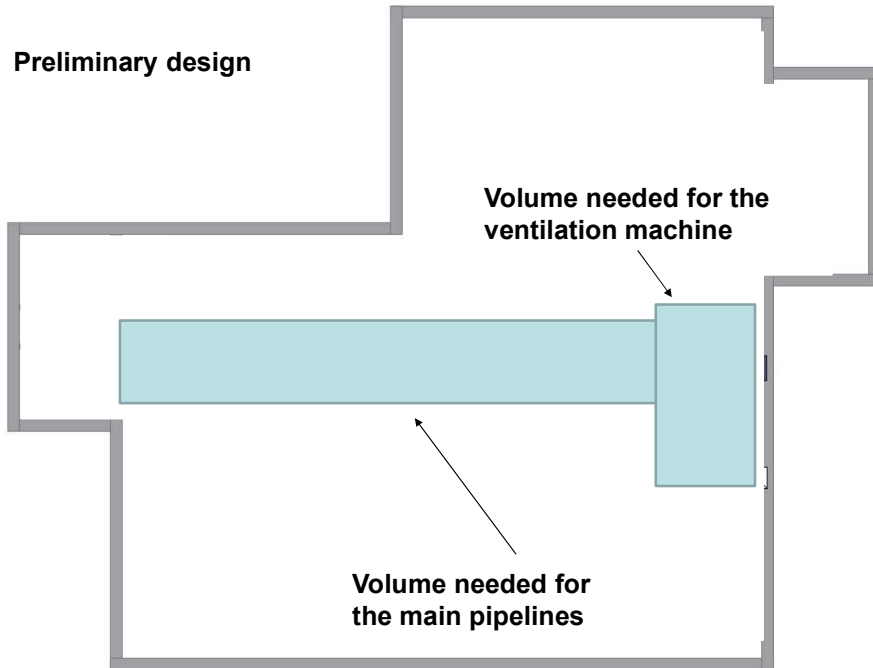 Preliminary design
Volume needed for the
ventilation machine
Volume needed for
the main pipelines